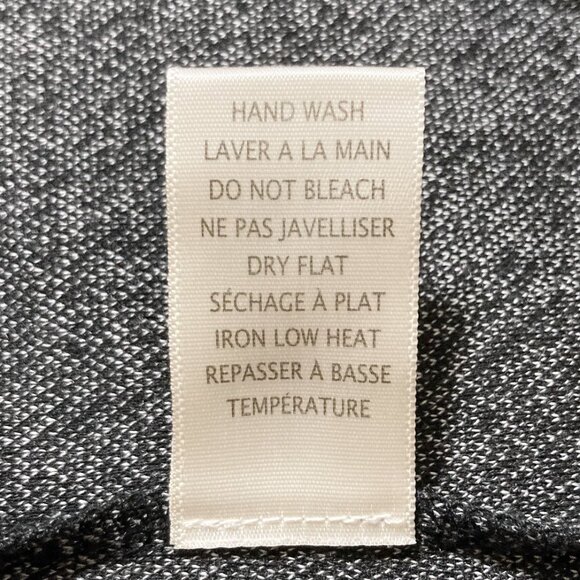 HAND WASH
LAVER A LA MAIN
DO NOT BLEACH
NE PAS JAVELLISER
DRY FLAT
SÉCHAGE À PLAT
IRON LOW HEAT
REPASSER À BASSE
TEMPÉRATURE